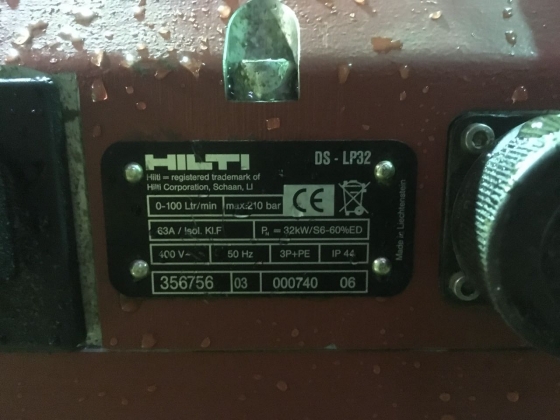 HILTI DS - LP32
Hilti = registered trademark of
Hilti Corporation, Schaan, LI
0-100 Ltr/min max.210 bar CE
63A / Isol. Kl.F Pn = 32kW/S6-60%ED
400 V~ 50 Hz 3P+PE IP 44
356756 03 000740 06
Made in Liechtenstein